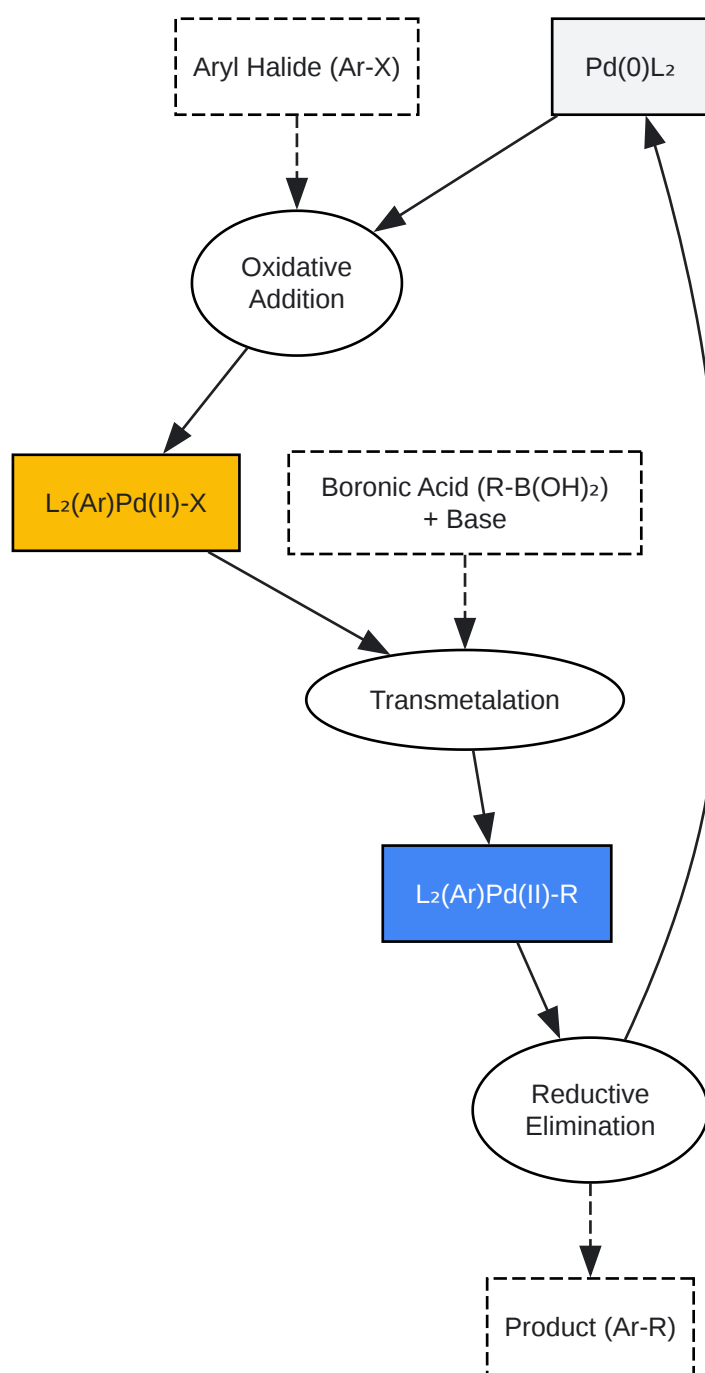 Aryl Halide (Ar-X)
Pd(0)L₂
Oxidative
Addition
L₂(Ar)Pd(II)-X
Boronic Acid (R-B(OH)₂)
+ Base
Transmetalation
L₂(Ar)Pd(II)-R
Reductive
Elimination
Product (Ar-R)